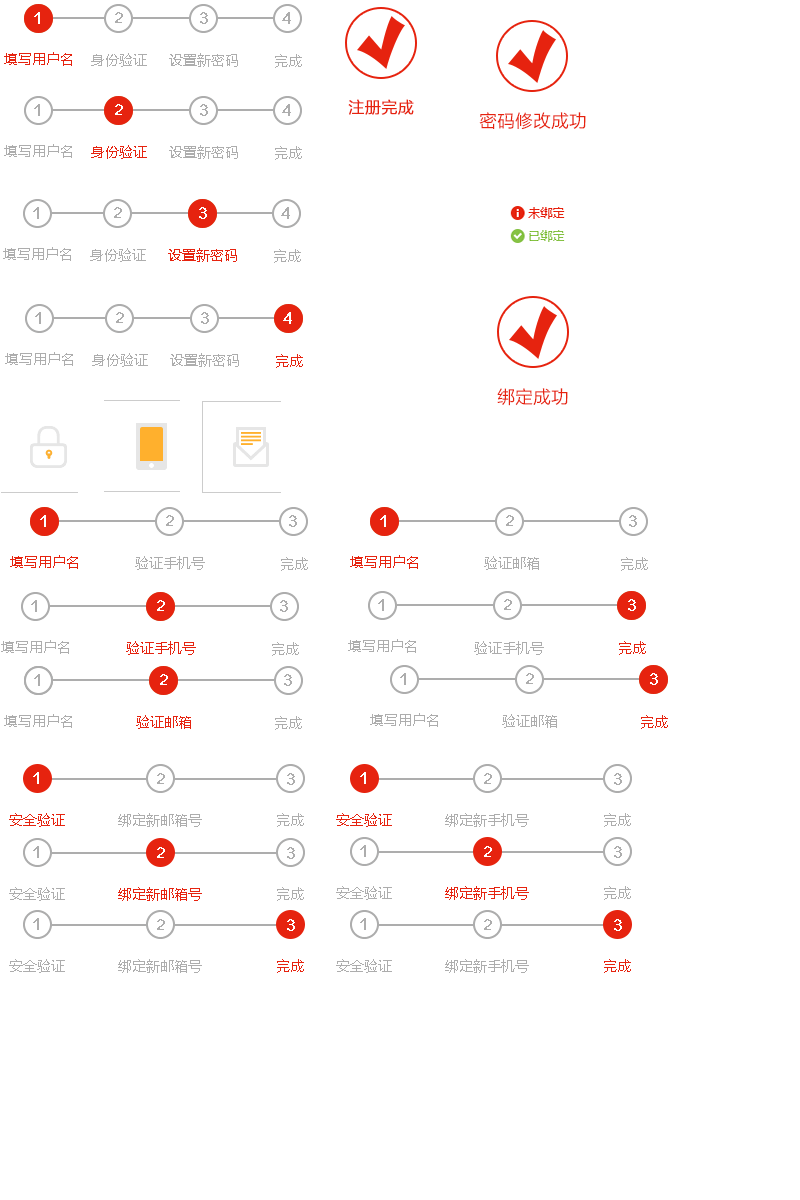 1 2 3 4
填写用户名 身份验证 设置新密码 完成
1 2 3 4
填写用户名 身份验证 设置新密码 完成
1 2 3 4
填写用户名 身份验证 设置新密码 完成
1 2 3 4
填写用户名 身份验证 设置新密码 完成
注册完成
密码修改成功
未绑定
已绑定
绑定成功
1 2 3
填写用户名 验证手机号 完成
1 2 3
填写用户名 验证邮箱 完成
1 2 3
填写用户名 验证手机号 完成
1 2 3
填写用户名 验证手机号 完成
1 2 3
填写用户名 验证邮箱 完成
1 2 3
填写用户名 验证邮箱 完成
1 2 3
安全验证 绑定新邮箱号 完成
1 2 3
安全验证 绑定新手机号 完成
1 2 3
安全验证 绑定新邮箱号 完成
1 2 3
安全验证 绑定新手机号 完成
1 2 3
安全验证 绑定新邮箱号 完成
1 2 3
安全验证 绑定新手机号 完成